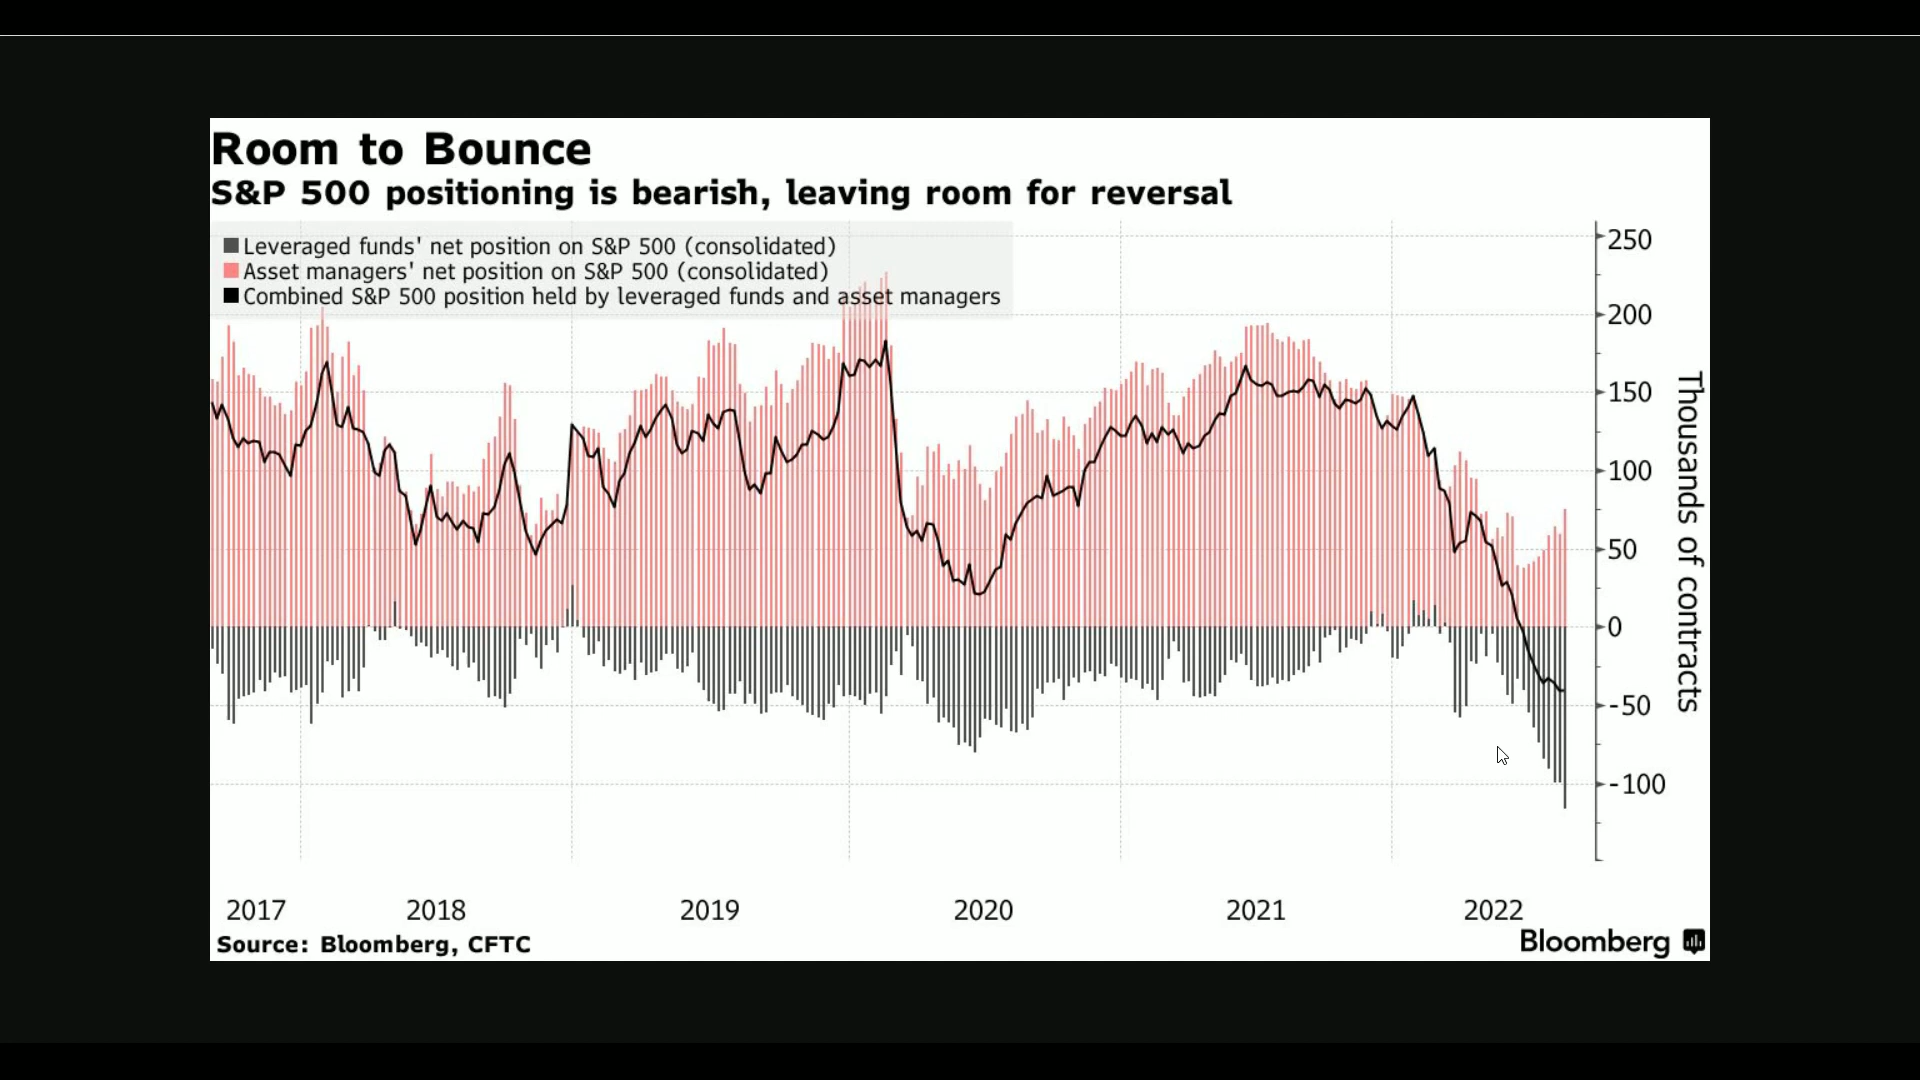 Room to Bounce
S&P 500 positioning is bearish, leaving room for reversal
Leveraged funds' net position on S&P 500 (consolidated)
Asset managers' net position on S&P 500 (consolidated)
Combined S&P 500 position held by leveraged funds and asset managers
250
200
150
100
50
0
-50
-100
Thousands of contracts
2017 2018 2019 2020 2021 2022
Source: Bloomberg, CFTC
Bloomberg